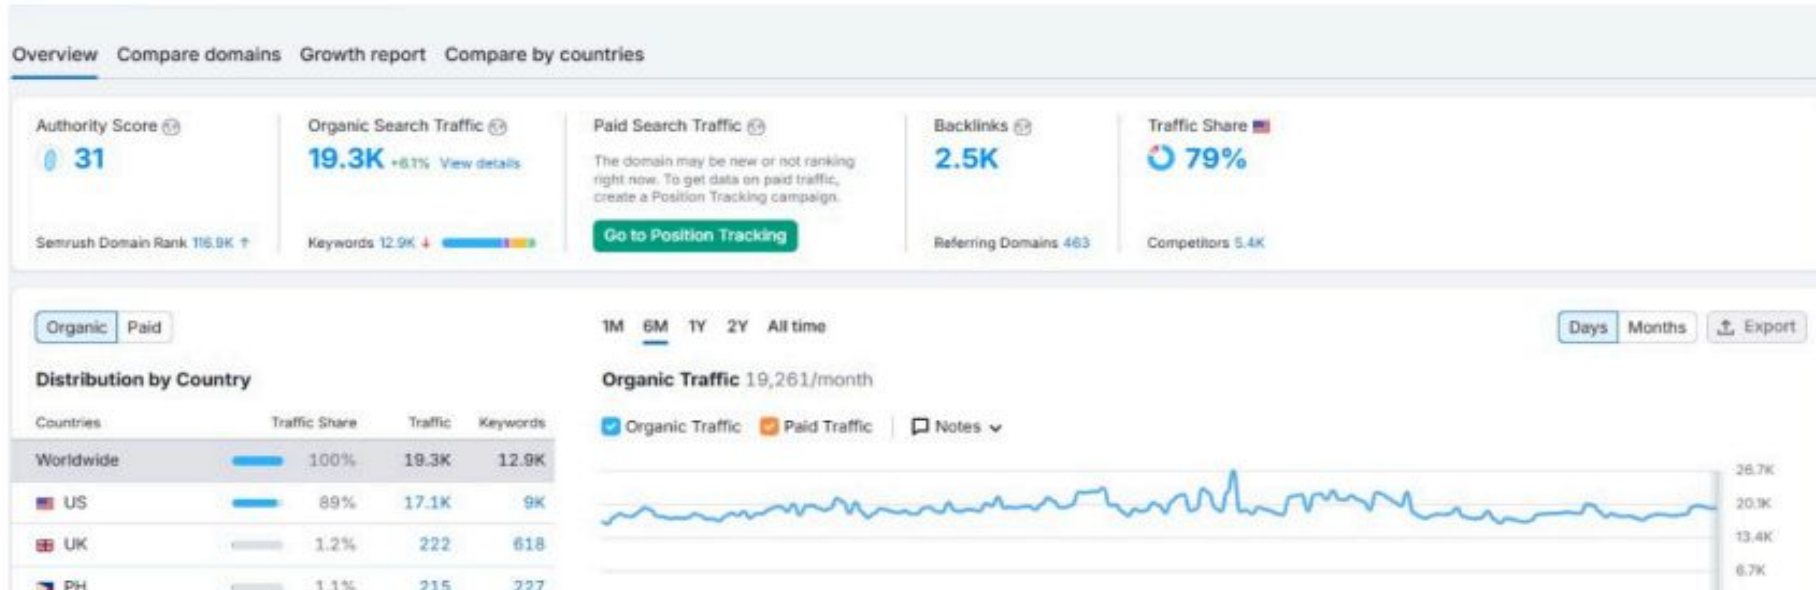 Overview Compare domains Growth report Compare by countries
Authority Score
31
Semrush Domain Rank 116.9K ↑
Organic Search Traffic
19.3K +6.1% View details
Keywords 12.9K ↓
Paid Search Traffic
The domain may be new or not ranking
right now. To get data on paid traffic,
create a Position Tracking campaign.
Go to Position Tracking
Backlinks
2.5K
Referring Domains 463
Traffic Share
79%
Competitors 5.4K
Organic Paid
Distribution by Country
Countries Traffic Share Traffic Keywords
Worldwide 100% 19.3K 12.9K
US 89% 17.1K 9K
UK 1.2% 222 618
PH 1.1% 215 227
1M 6M 1Y 2Y All time
Days Months Export
Organic Traffic 19,261/month
Organic Traffic Paid Traffic Notes
26.7K
20.1K
13.4K
6.7K